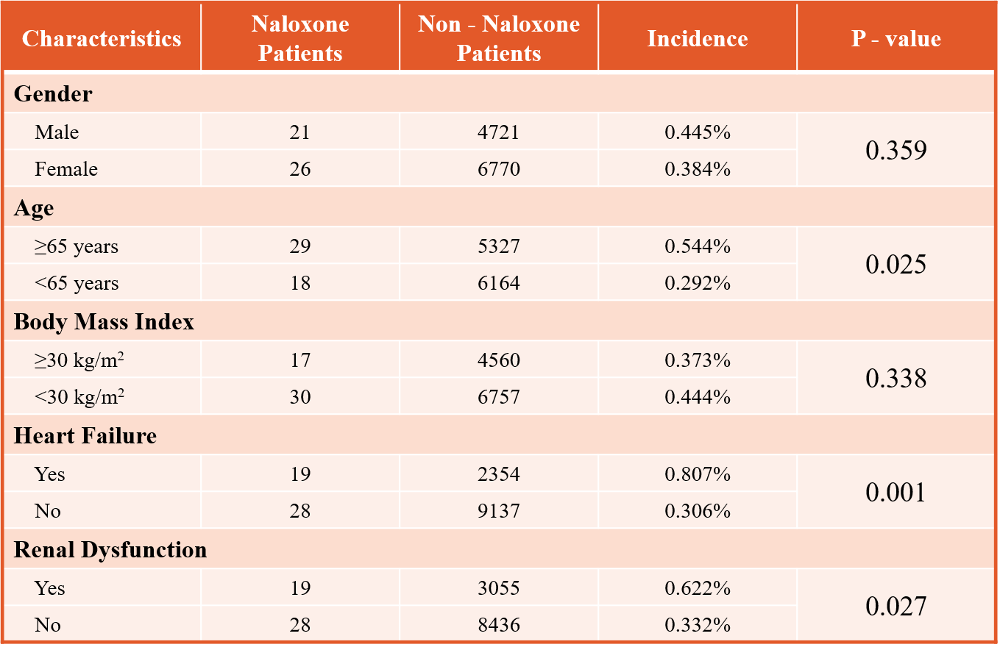 Characteristics Naloxone Patients Non - Naloxone Patients Incidence P - value
Gender
Male 21 4721 0.445% 0.359
Female 26 6770 0.384%
Age
≥65 years 29 5327 0.544% 0.025
<65 years 18 6164 0.292%
Body Mass Index
≥30 kg/m² 17 4560 0.373% 0.338
<30 kg/m² 30 6757 0.444%
Heart Failure
Yes 19 2354 0.807% 0.001
No 28 9137 0.306%
Renal Dysfunction
Yes 19 3055 0.622% 0.027
No 28 8436 0.332%